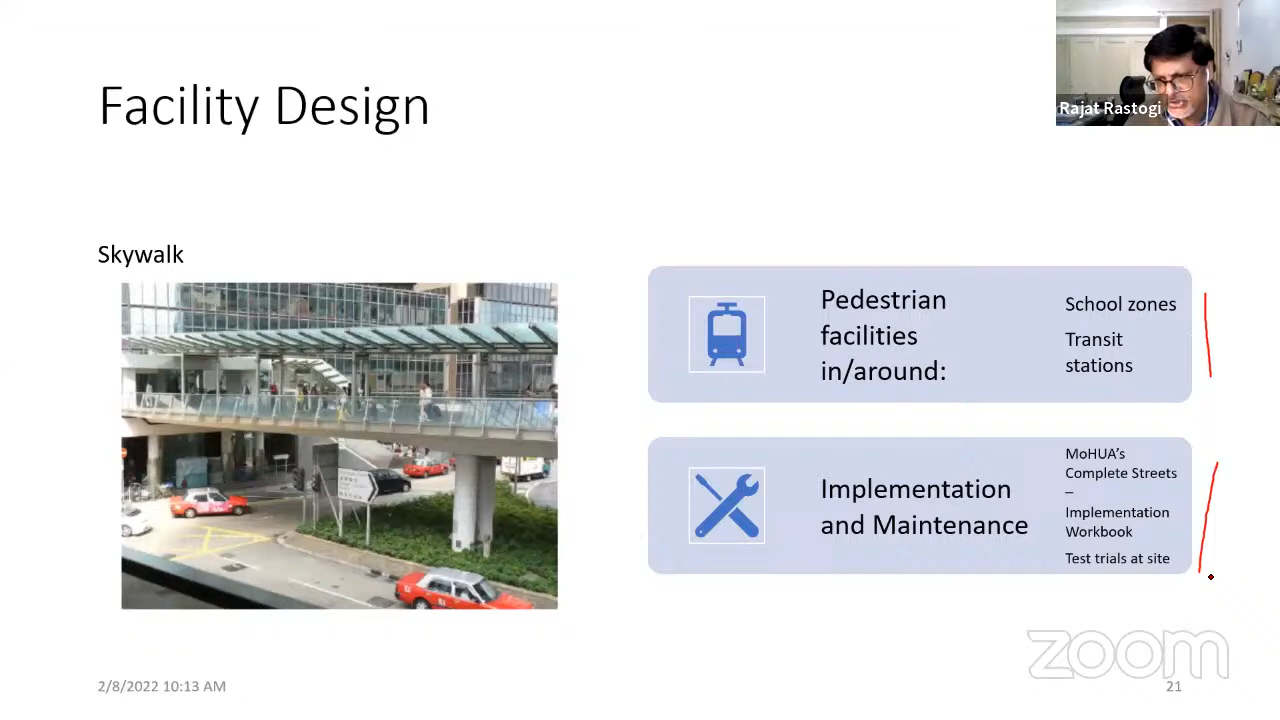 Facility Design
Rajat Rastogi
Skywalk
Pedestrian
facilities
in/around:
School zones
Transit
stations
Implementation
and Maintenance
MoHUA's
Complete Streets
–
Implementation
Workbook
Test trials at site
zoom
2/8/2022 10:13 AM
21